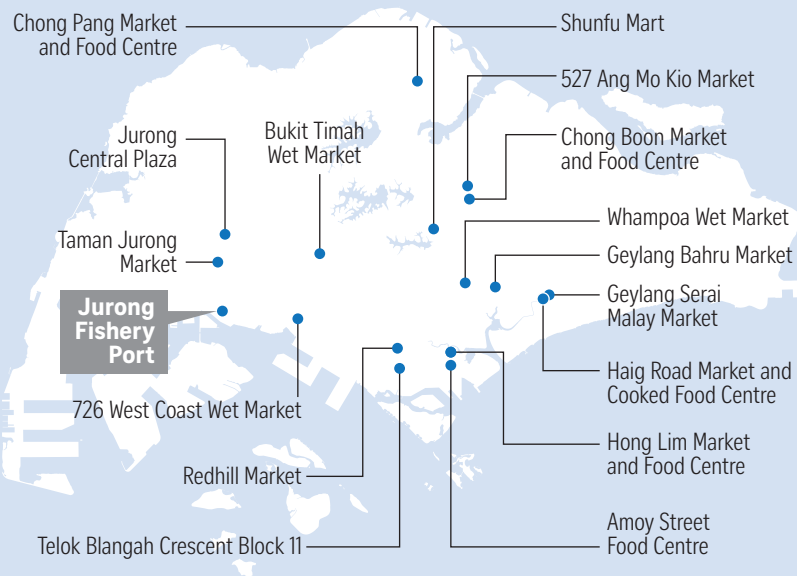 Chong Pang Market
and Food Centre
Shunfu Mart
527 Ang Mo Kio Market
Jurong
Central Plaza
Bukit Timah
Wet Market
Chong Boon Market
and Food Centre
Taman Jurong
Market
Whampoa Wet Market
Geylang Bahru Market
Jurong
Fishery
Port
Geylang Serai
Malay Market
Haig Road Market and
Cooked Food Centre
726 West Coast Wet Market
Hong Lim Market
and Food Centre
Redhill Market
Amoy Street
Food Centre
Telok Blangah Crescent Block 11